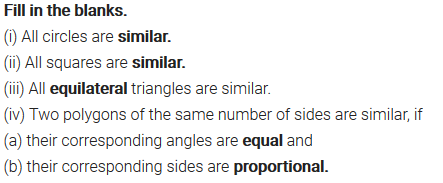 Fill in the blanks.
(i) All circles are similar.
(ii) All squares are similar.
(iii) All equilateral triangles are similar.
(iv) Two polygons of the same number of sides are similar, if
(a) their corresponding angles are equal and
(b) their corresponding sides are proportional.